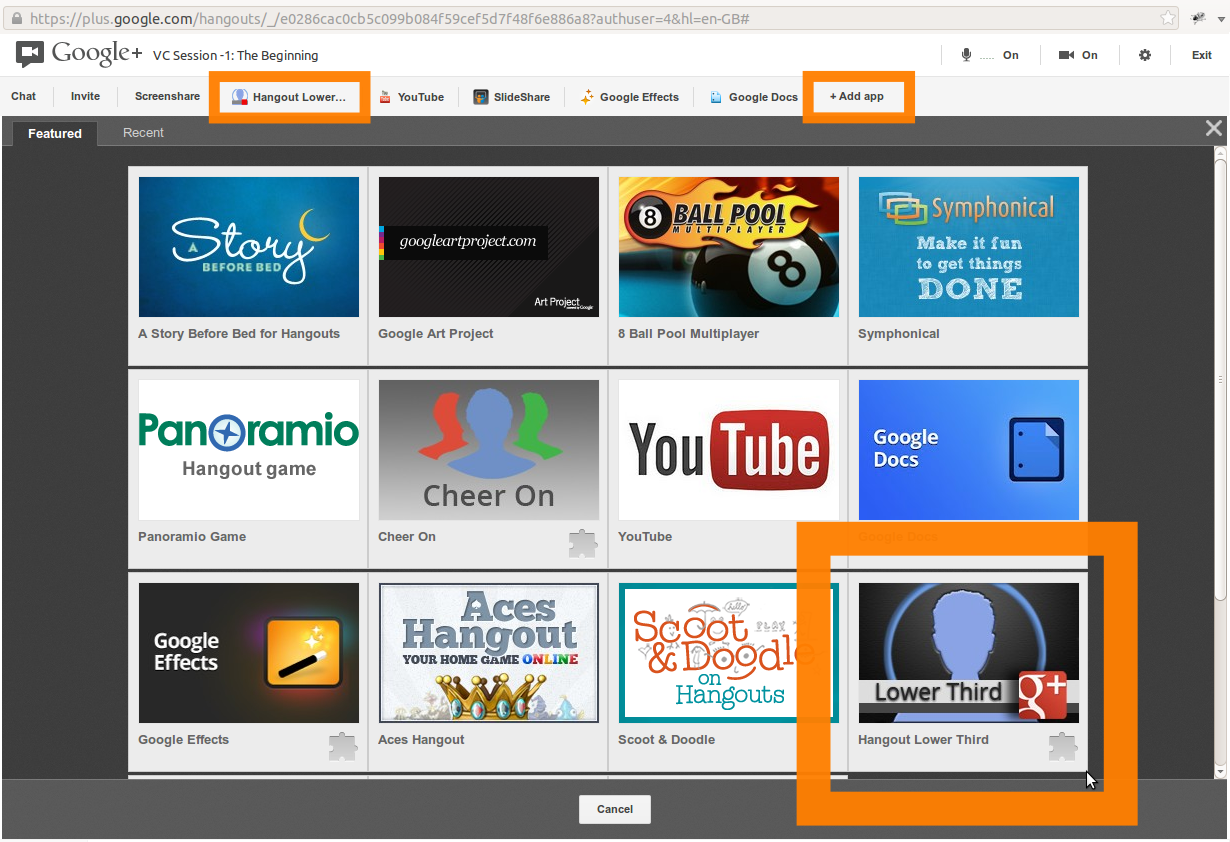 https://plus.google.com/hangouts/_/e0286cac0cb5c099b084f59cef5d7f48f6e886a8?authuser=4&hl=en-GB#
Google+ VC Session -1: The Beginning
..... On
On
Exit
Chat
Invite
Screenshare
Hangout Lower...
YouTube
SlideShare
Google Effects
Google Docs
+ Add app
Featured
Recent
A Story
BEFORE BED
googleartproject.com
Art Project
8 BALL POOL
MULTIPLAYER
8
Symphonical
Make it fun
to get things
DONE
A Story Before Bed for Hangouts
Google Art Project
8 Ball Pool Multiplayer
Symphonical
Panoramio
Hangout game
Cheer On
YouTube
Google
Docs
Panoramio Game
Cheer On
YouTube
Google Docs
Google
Effects
Aces
Hangout
YOUR HOME GAME ONLINE
hello
Scoot
& Doodle
on
Hangouts
Lower Third
g+
Google Effects
Aces Hangout
Scoot & Doodle
Hangout Lower Third
Cancel